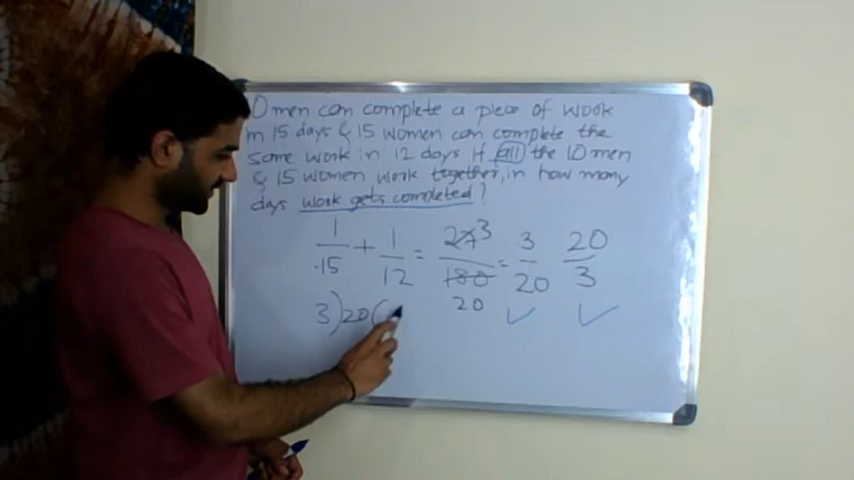 0 men can complete a piece of work
in 15 days & 15 women can complete the
same work in 12 days if all the 10 men
& 15 women work together, in how many
days work gets completed?
1/15 + 1/12 = 27 3/180 20 = 3/20 20/3
3)20(